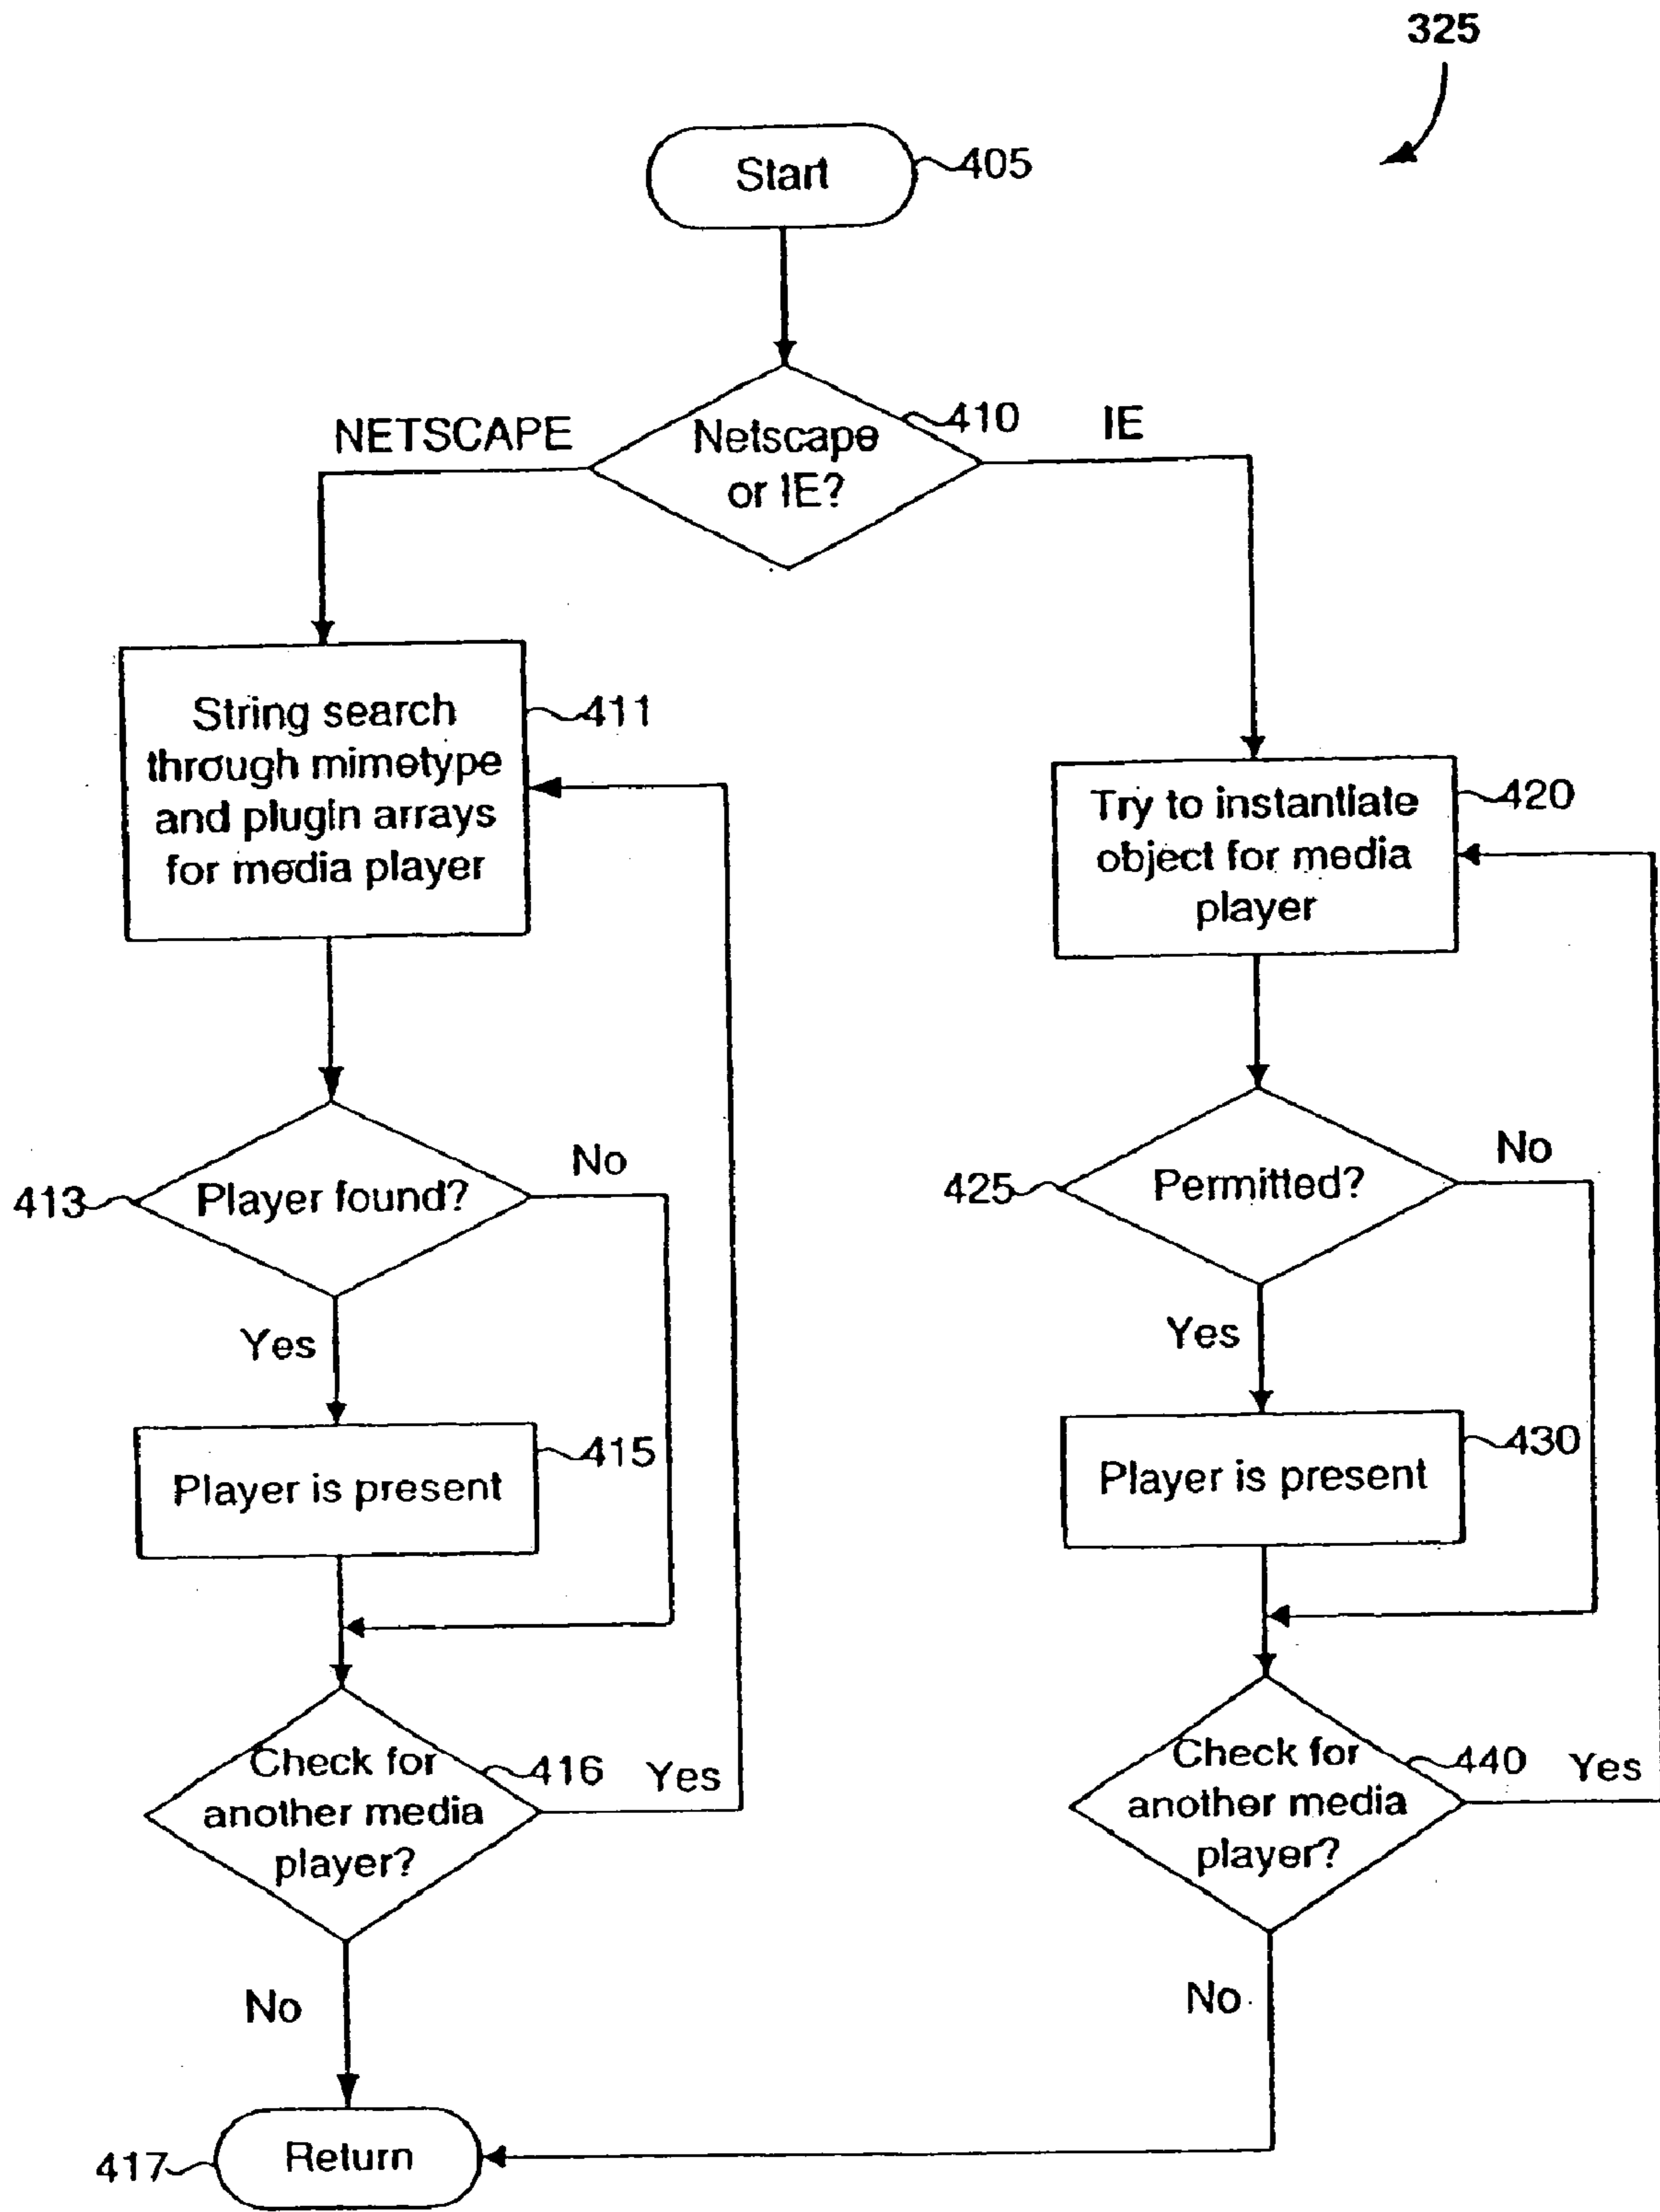 325
Start
405
NETSCAPE
Netscape
or IE?
410
IE
String search
through mimetype
and plugin arrays
for media player
411
Try to instantiate
object for media
player
420
413
Player found?
No
Yes
425
Permitted?
No
Yes
Player is present
415
Player is present
430
Check for
another media
player?
416
Yes
No
Check for
another media
player?
440
Yes
No
417
Return